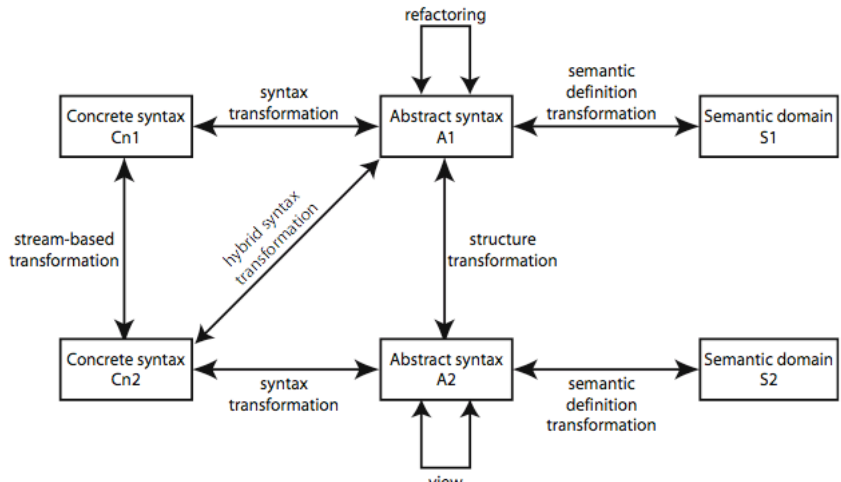 refactoring
syntax
transformation
semantic
definition
transformation
Concrete syntax
Cn1
Abstract syntax
A1
Semantic domain
S1
stream-based
transformation
hybrid syntax
transformation
structure
transformation
Concrete syntax
Cn2
Abstract syntax
A2
Semantic domain
S2
syntax
transformation
semantic
definition
transformation
view